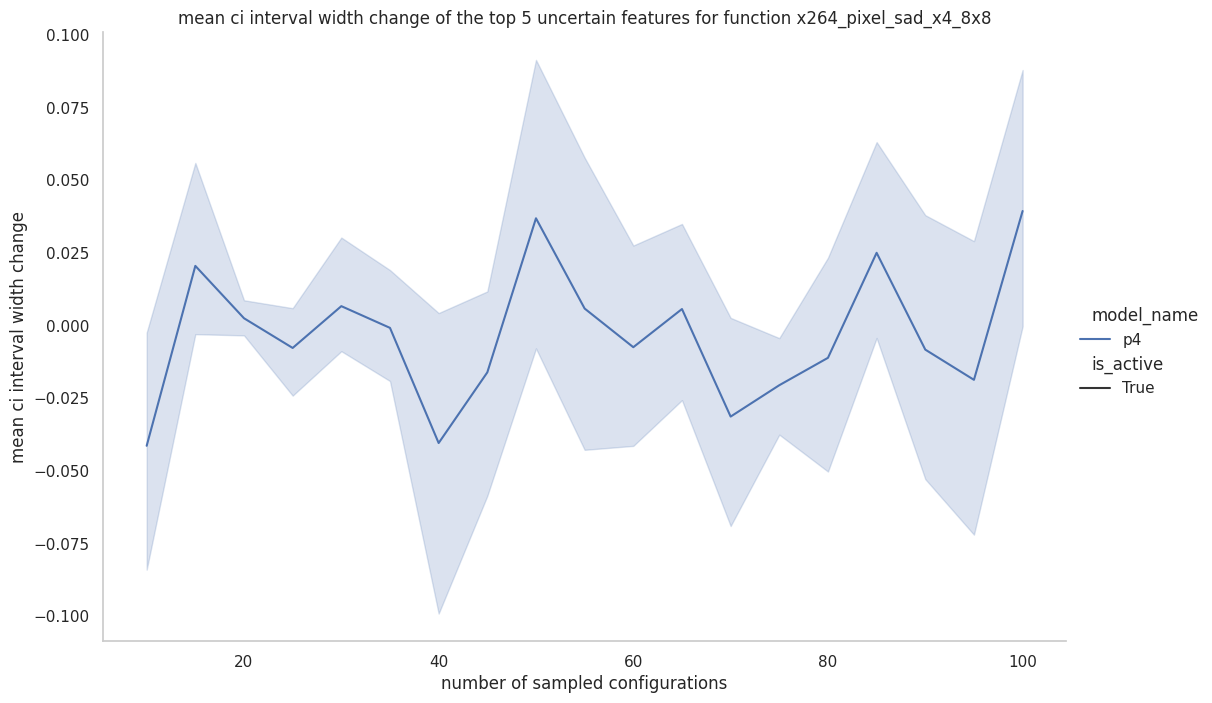 mean ci interval width change of the top 5 uncertain features for function x264_pixel_sad_x4_8x8
mean ci interval width change
0.100
0.075
0.050
0.025
0.000
−0.025
−0.050
−0.075
−0.100
20
40
60
80
100
number of sampled configurations
model_name
p4
is_active
True